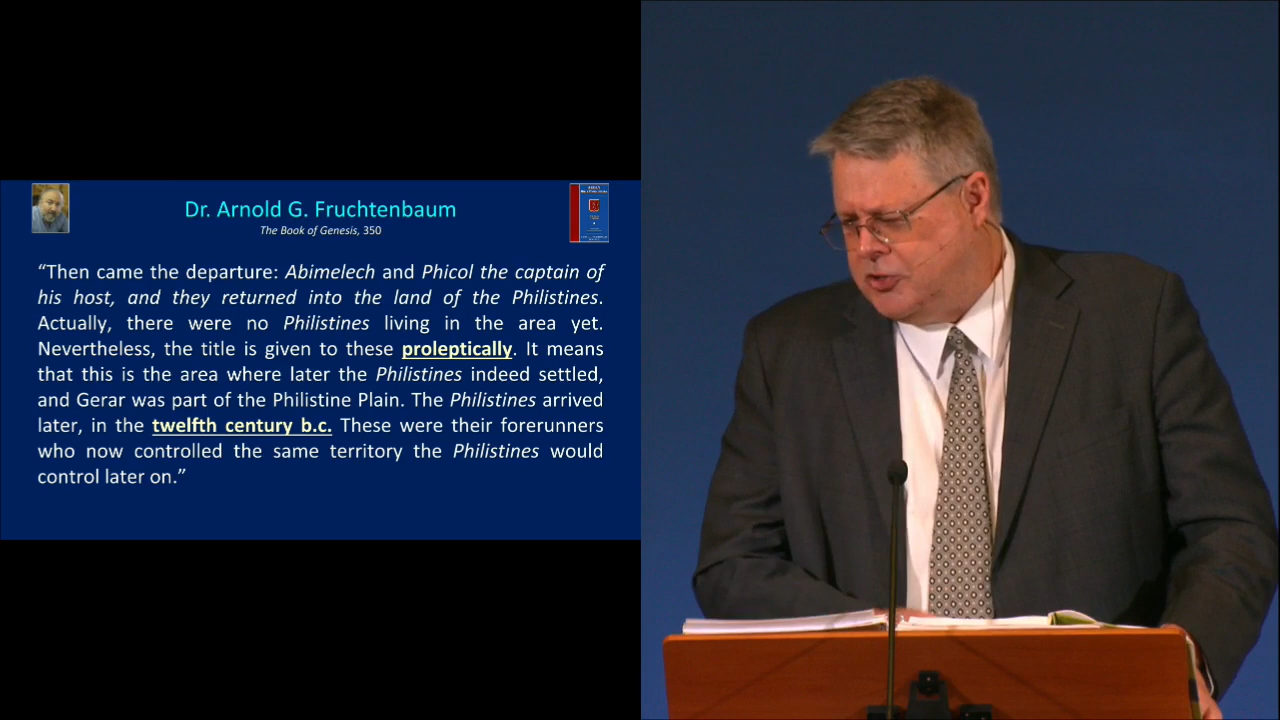 Dr. Arnold G. Fruchtenbaum
The Book of Genesis, 350
“Then came the departure: Abimelech and Phicol the captain of
his host, and they returned into the land of the Philistines.
Actually, there were no Philistines living in the area yet.
Nevertheless, the title is given to these proleptically. It means
that this is the area where later the Philistines indeed settled,
and Gerar was part of the Philistine Plain. The Philistines arrived
later, in the twelfth century b.c. These were their forerunners
who now controlled the same territory the Philistines would
control later on.”